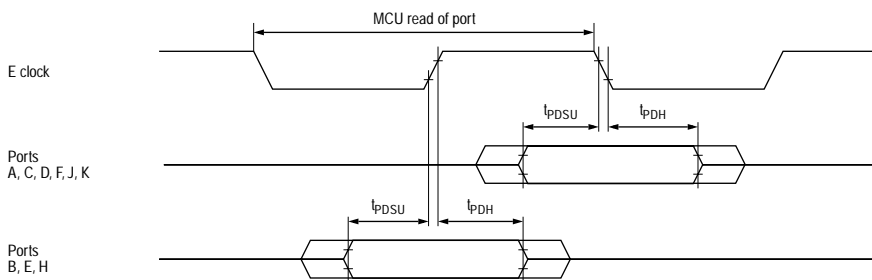 MCU read of port
E clock
tPDSU
tPDH
Ports
A, C, D, F, J, K
tPDSU
tPDH
Ports
B, E, H